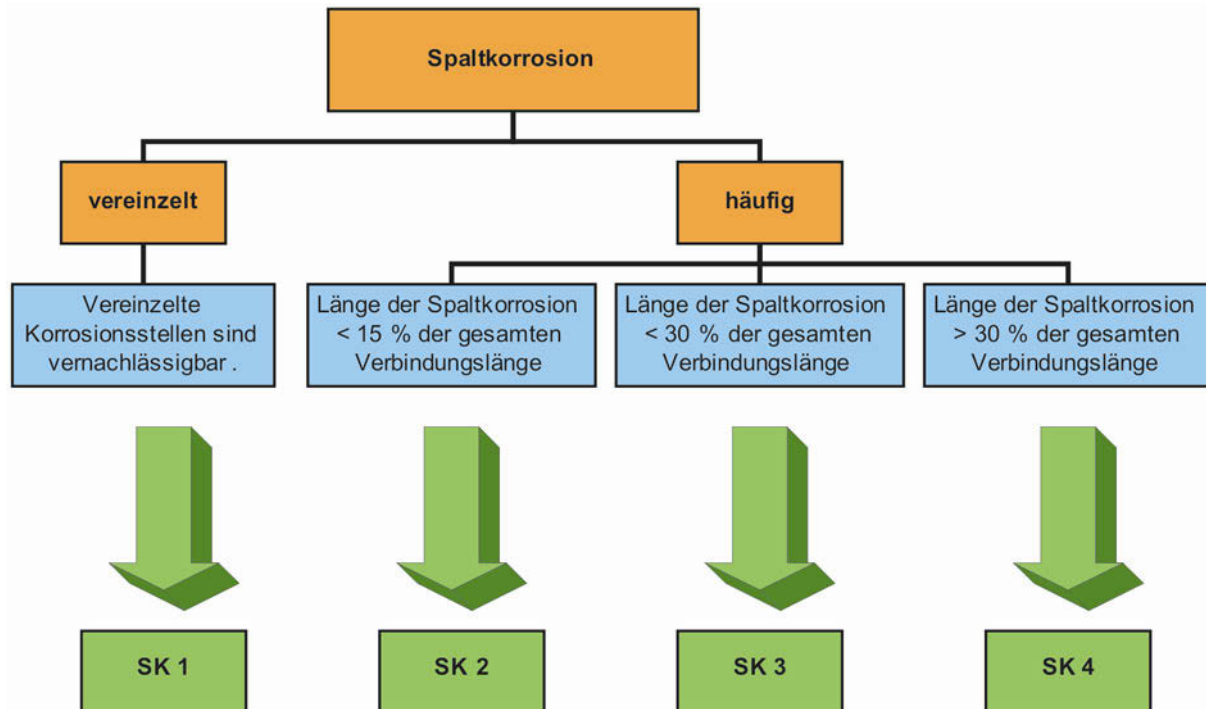 Spaltkorrosion
vereinzelt
häufig
Vereinzelte
Korrosionsstellen sind
vernachlässigbar .
Länge der Spaltkorrosion
< 15 % der gesamten
Verbindungslänge
Länge der Spaltkorrosion
< 30 % der gesamten
Verbindungslänge
Länge der Spaltkorrosion
> 30 % der gesamten
Verbindungslänge
SK 1
SK 2
SK 3
SK 4